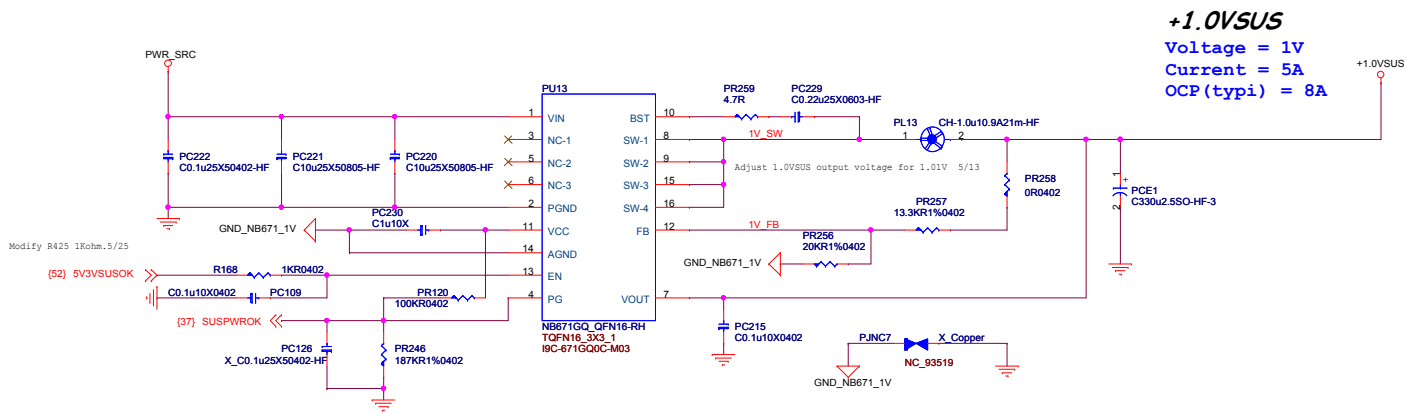 +1.0VSUS
Voltage = 1V
Current = 5A
OCP(typi) = 8A
+1.0VSUS
PWR_SRC
PU13
PR259
4.7R
PC229
C0.22u25X0603-HF
PL13
CH-1.0u10.9A21m-HF
1
VIN
BST
10
3
NC-1
SW-1
8
1V_SW
1
2
5
NC-2
SW-2
9
Adjust 1.0VSUS output voltage for 1.01V 5/13
6
NC-3
SW-3
15
2
PGND
SW-4
16
11
VCC
FB
12
1V_FB
14
AGND
13
EN
4
PG
VOUT
7
PC222
C0.1u25X50402-HF
PC221
C10u25X50805-HF
PC220
C10u25X50805-HF
PR258
0R0402
1
+
2
PCE1
C330u2.5SO-HF-3
PR257
13.3KR1%0402
PR256
20KR1%0402
GND_NB671_1V
PC230
C1u10X
GND_NB671_1V
Modify R425 1Kohm.5/25
{52} 5V3VSUSOK
R168
1KR0402
C0.1u10X0402
PC109
PR120
100KR0402
{37} SUSPWROK
PC126
X_C0.1u25X50402-HF
PR246
187KR1%0402
NB671GQ_QFN16-RH
TQFN16_3X3_1
I9C-671GQ0C-M03
PC215
C0.1u10X0402
PJNC7
X_Copper
NC_93519
GND_NB671_1V